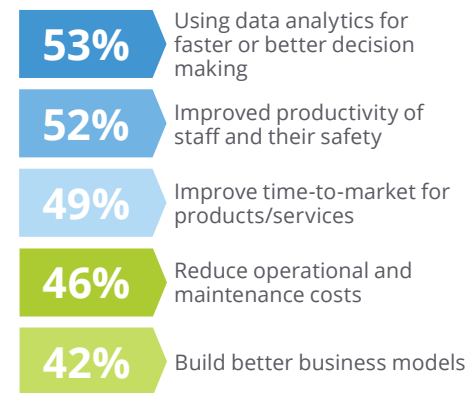 53%
Using data analytics for
faster or better decision
making
52%
Improved productivity of
staff and their safety
49%
Improve time-to-market for
products/services
46%
Reduce operational and
maintenance costs
42%
Build better business models